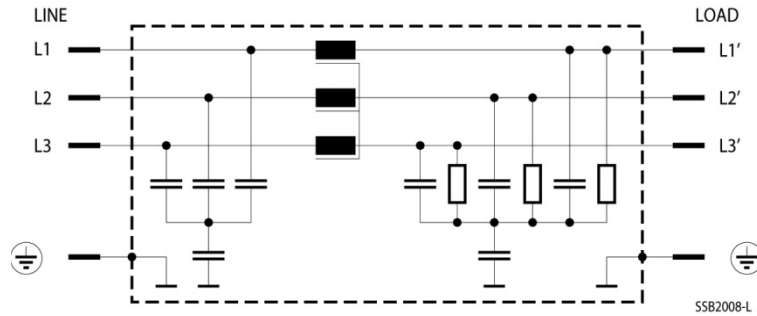 LINE LOAD
L1 L1′
L2 L2′
L3 L3′
SSB2008-L